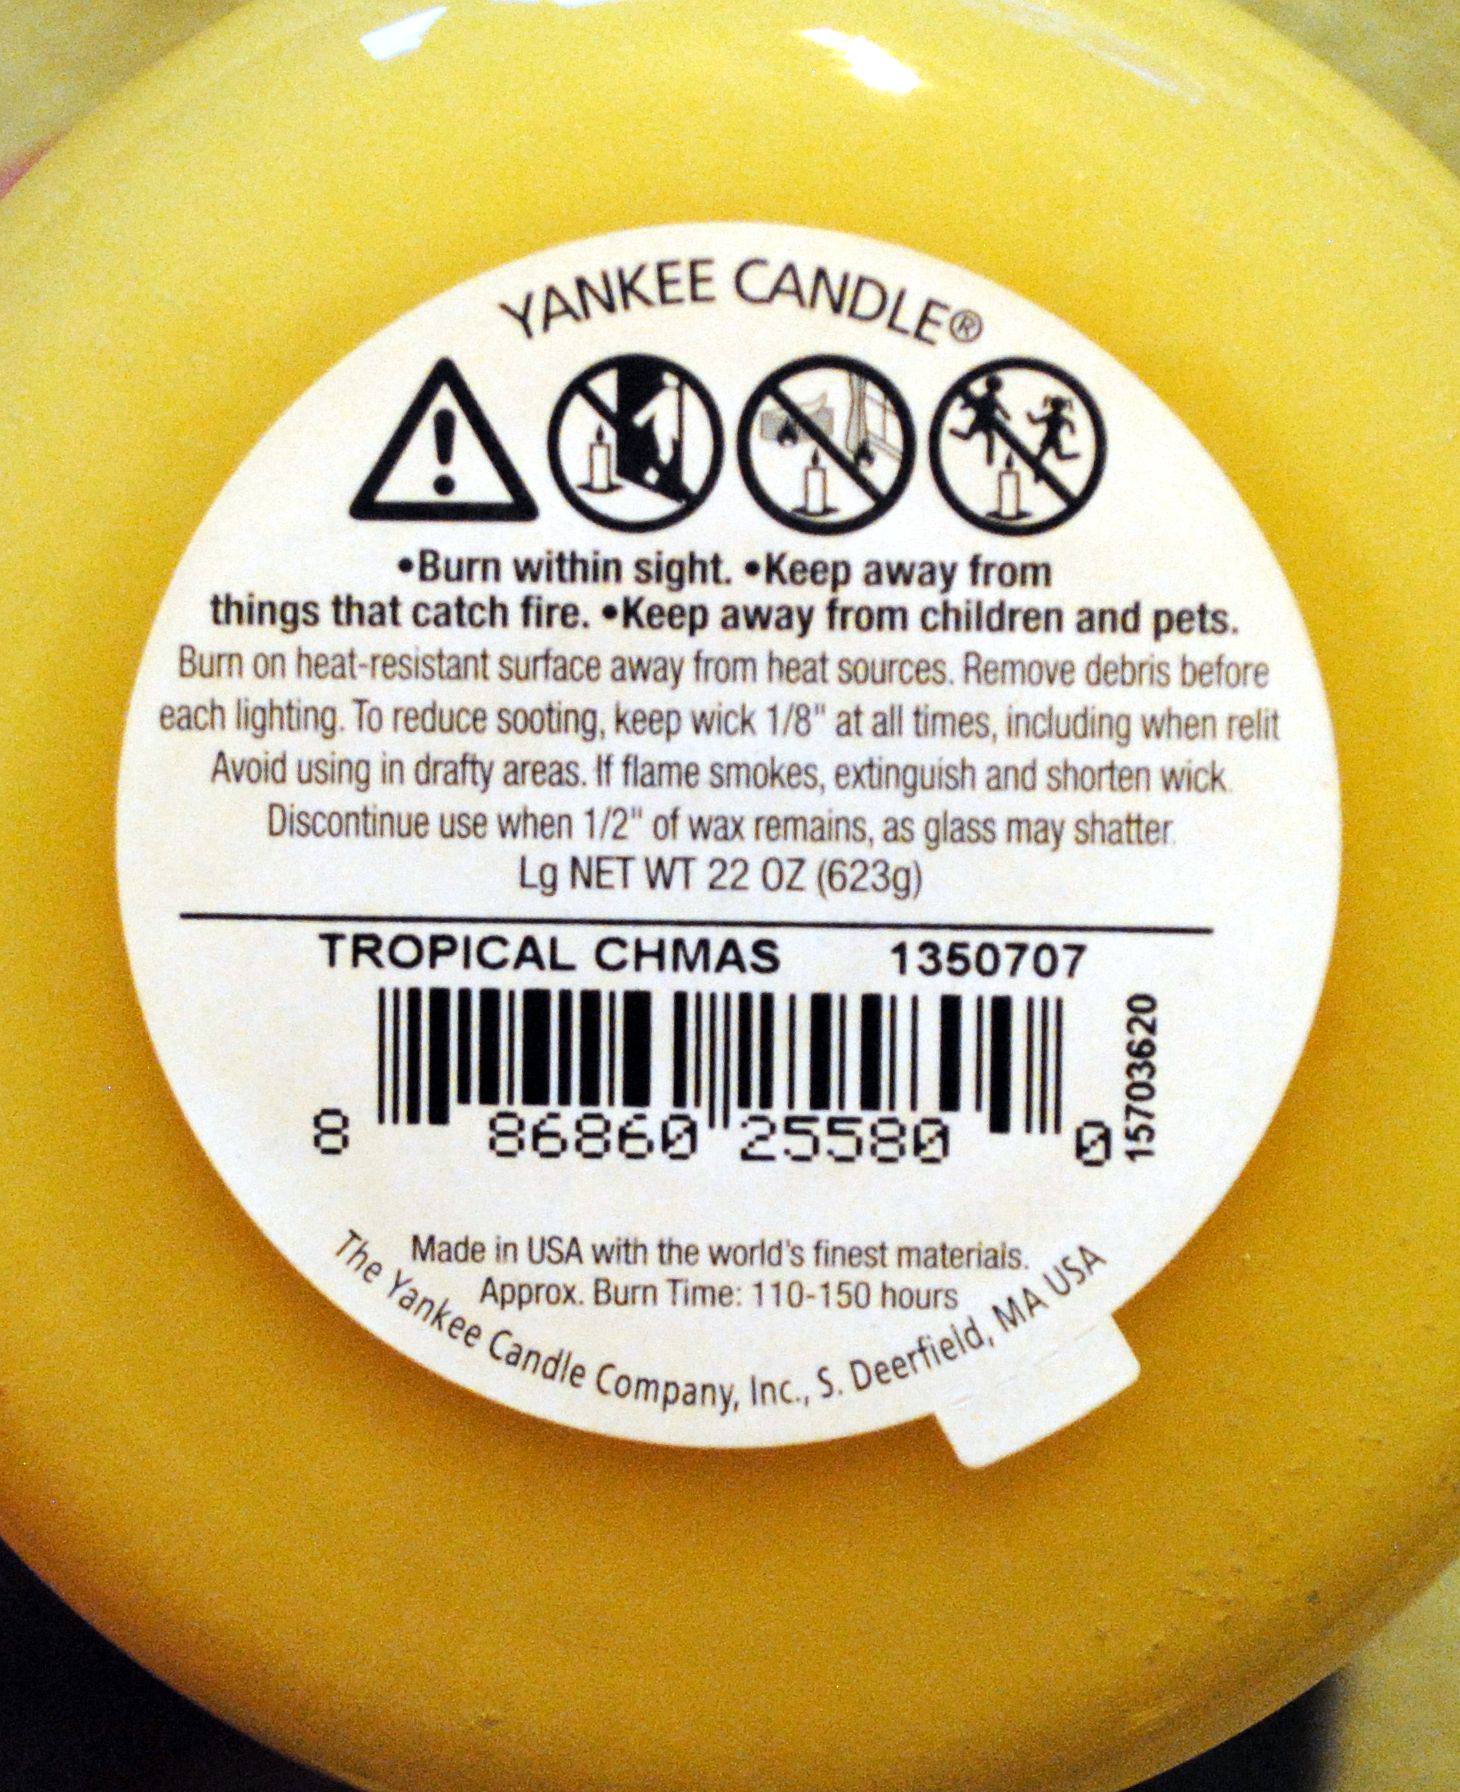 YANKEE CANDLE®
•Burn within sight. •Keep away from
things that catch fire. •Keep away from children and pets.
Burn on heat-resistant surface away from heat sources. Remove debris before
each lighting. To reduce sooting, keep wick 1/8" at all times, including when relit
Avoid using in drafty areas. If flame smokes, extinguish and shorten wick.
Discontinue use when 1/2" of wax remains, as glass may shatter.
Lg NET WT 22 OZ (623g)
TROPICAL CHMAS 1350707
8 86860 25580 0
15703620
Made in USA with the world's finest materials.
Approx. Burn Time: 110-150 hours
The Yankee Candle Company, Inc., S. Deerfield, MA USA